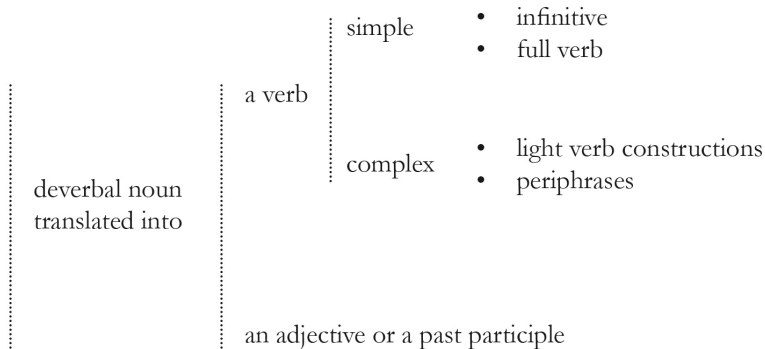 simple
• infinitive
• full verb
a verb
complex
• light verb constructions
• periphrases
deverbal noun
translated into
an adjective or a past participle